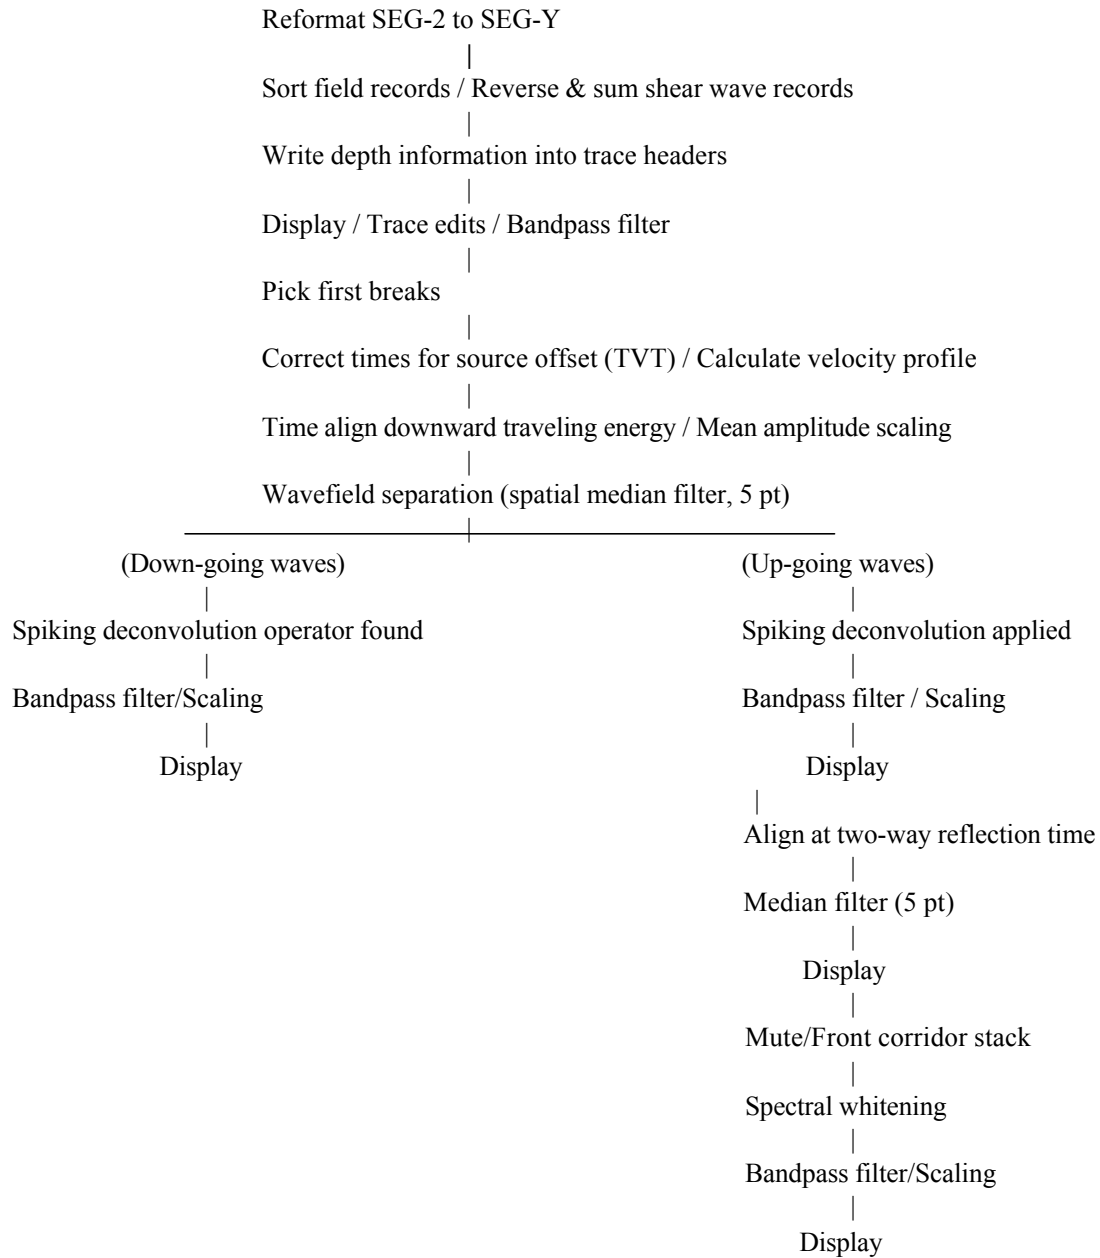 Reformat SEG-2 to SEG-Y
Sort field records / Reverse & sum shear wave records
Write depth information into trace headers
Display / Trace edits / Bandpass filter
Pick first breaks
Correct times for source offset (TVT) / Calculate velocity profile
Time align downward traveling energy / Mean amplitude scaling
Wavefield separation (spatial median filter, 5 pt)
(Down-going waves)
Spiking deconvolution operator found
Bandpass filter/Scaling
Display
(Up-going waves)
Spiking deconvolution applied
Bandpass filter / Scaling
Display
Align at two-way reflection time
Median filter (5 pt)
Display
Mute/Front corridor stack
Spectral whitening
Bandpass filter/Scaling
Display